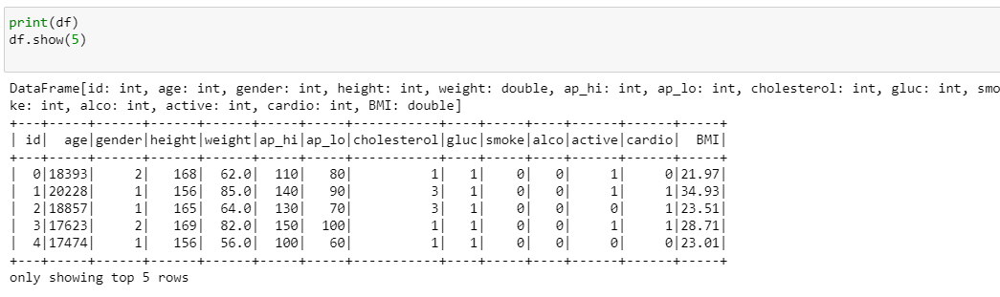 print(df)
df.show(5)
DataFrame[id: int, age: int, gender: int, height: int, weight: double, ap_hi: int, ap_lo: int, cholesterol: int, gluc: int, smo
ke: int, alco: int, active: int, cardio: int, BMI: double]
+---+-----+------+------+------+-----+-----+-----------+----+-----+----+------+------+-----+
| id|  age|gender|height|weight|ap_hi|ap_lo|cholesterol|gluc|smoke|alco|active|cardio|  BMI|
+---+-----+------+------+------+-----+-----+-----------+----+-----+----+------+------+-----+
|  0|18393|     2|   168|  62.0|  110|   80|          1|   1|    0|   0|     1|     0|21.97|
|  1|20228|     1|   156|  85.0|  140|   90|          3|   1|    0|   0|     1|     1|34.93|
|  2|18857|     1|   165|  64.0|  130|   70|          3|   1|    0|   0|     0|     1|23.51|
|  3|17623|     2|   169|  82.0|  150|  100|          1|   1|    0|   0|     1|     1|28.71|
|  4|17474|     1|   156|  56.0|  100|   60|          1|   1|    0|   0|     0|     0|23.01|
+---+-----+------+------+------+-----+-----+-----------+----+-----+----+------+------+-----+
only showing top 5 rows